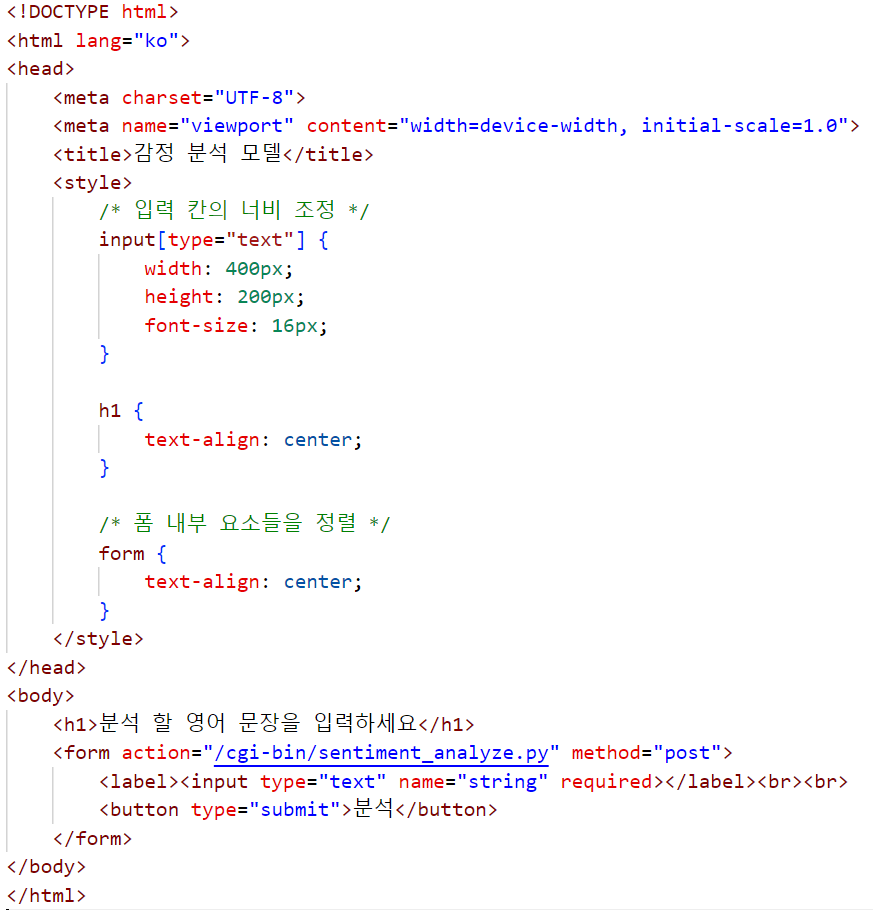 <!DOCTYPE html>
<html lang="ko">
<head>
    <meta charset="UTF-8">
    <meta name="viewport" content="width=device-width, initial-scale=1.0">
    <title>감정 분석 모델</title>
    <style>
        /* 입력 칸의 너비 조정 */
        input[type="text"] {
            width: 400px;
            height: 200px;
            font-size: 16px;
        }

        h1 {
            text-align: center;
        }

        /* 폼 내부 요소들을 정렬 */
        form {
            text-align: center;
        }
    </style>
</head>
<body>
    <h1>분석 할 영어 문장을 입력하세요</h1>
    <form action="/cgi-bin/sentiment_analyze.py" method="post">
        <label><input type="text" name="string" required></label><br><br>
        <button type="submit">분석</button>
    </form>
</body>
</html>